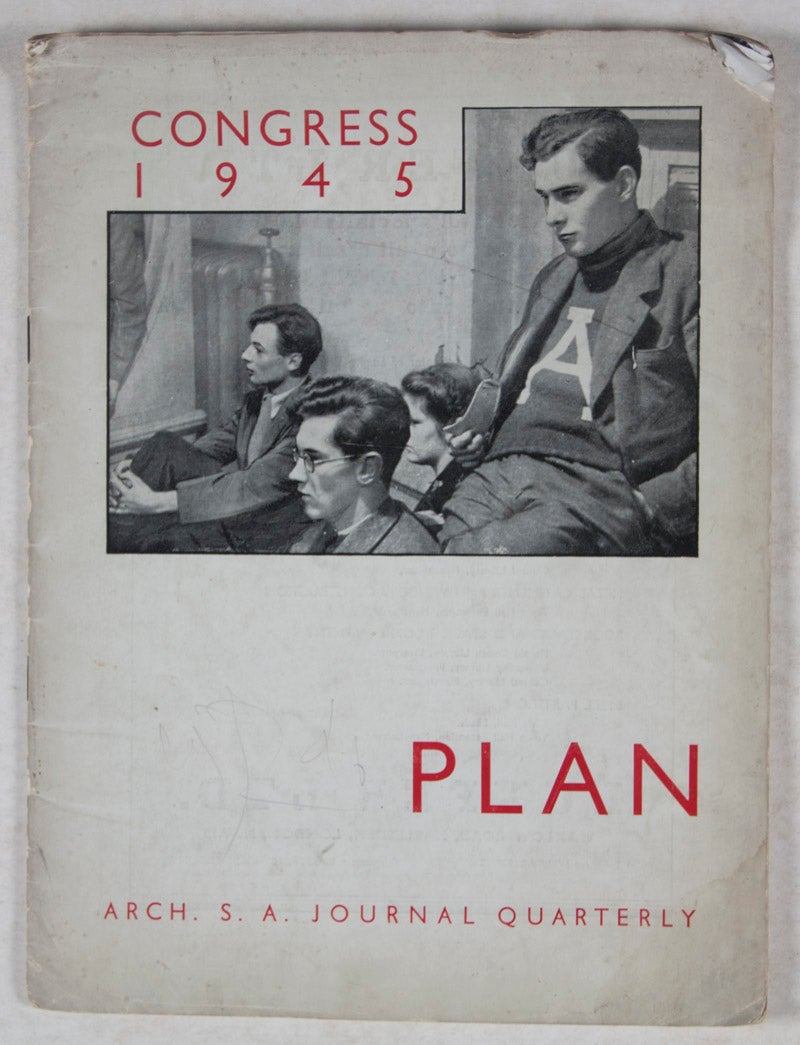 CONGRESS
1945
A
PLAN
ARCH. S. A. JOURNAL QUARTERLY